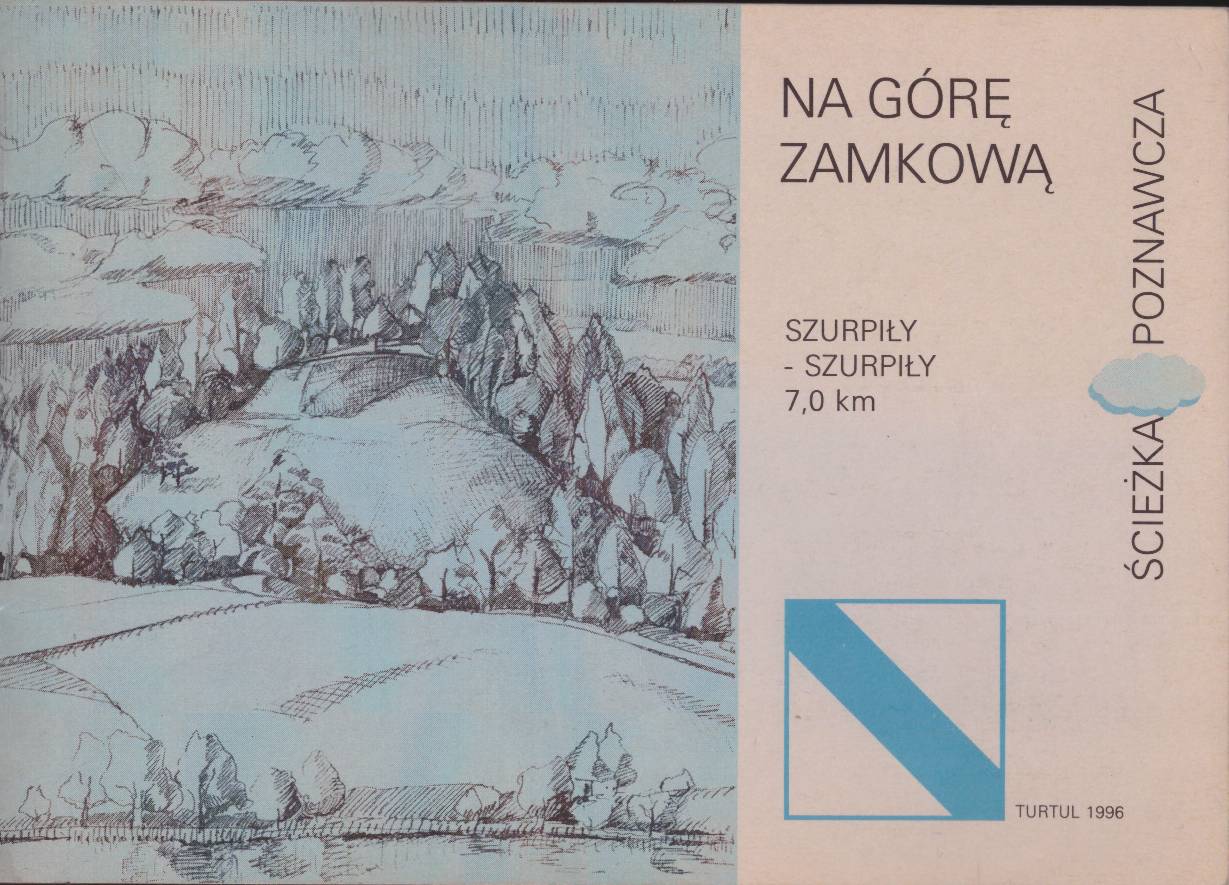 NA GÓRĘ
ZAMKOWĄ
SZURPIŁY
- SZURPIŁY
7,0 km
ŚCIEŻKA POZNAWCZA
TURTUL 1996